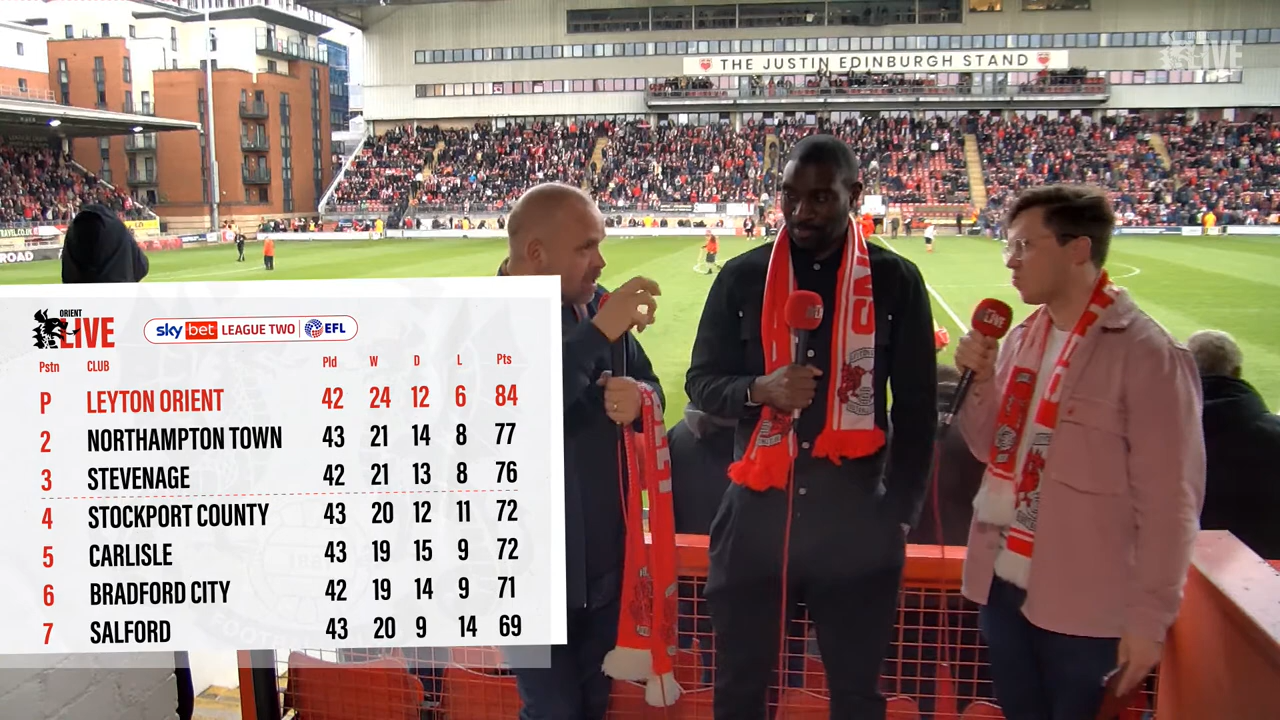 LIVE
THE JUSTIN EDINBURGH STAND
TRAVEL.CO.UK
ROAD
ORIENT
LIVE
sky bet LEAGUE TWO EFL
Pstn CLUB Pld W D L Pts
P LEYTON ORIENT 42 24 12 6 84
2 NORTHAMPTON TOWN 43 21 14 8 77
3 STEVENAGE 42 21 13 8 76
4 STOCKPORT COUNTY 43 20 12 11 72
5 CARLISLE 43 19 15 9 72
6 BRADFORD CITY 42 19 14 9 71
7 SALFORD 43 20 9 14 69
LIVE